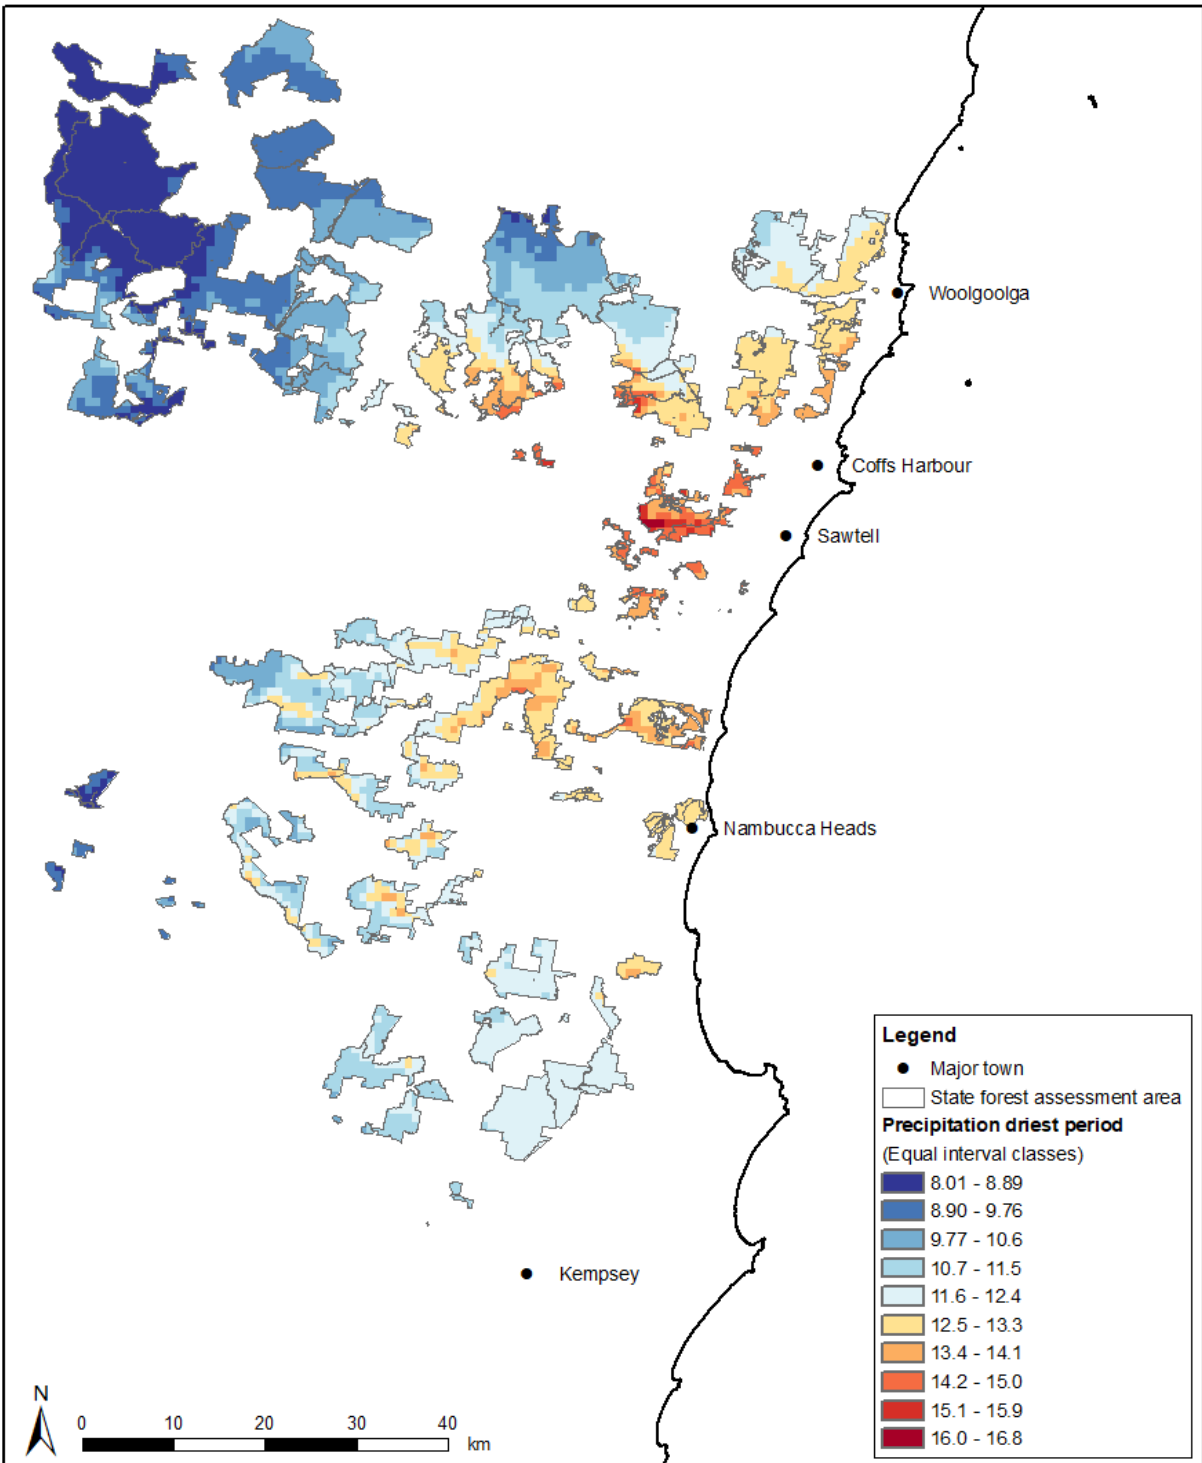 Woolgoolga
Coffs Harbour
Sawtell
Nambucca Heads
Kempsey
Legend
Major town
State forest assessment area
Precipitation driest period
(Equal interval classes)
8.01 - 8.89
8.90 - 9.76
9.77 - 10.6
10.7 - 11.5
11.6 - 12.4
12.5 - 13.3
13.4 - 14.1
14.2 - 15.0
15.1 - 15.9
16.0 - 16.8
N
0 10 20 30 40
km